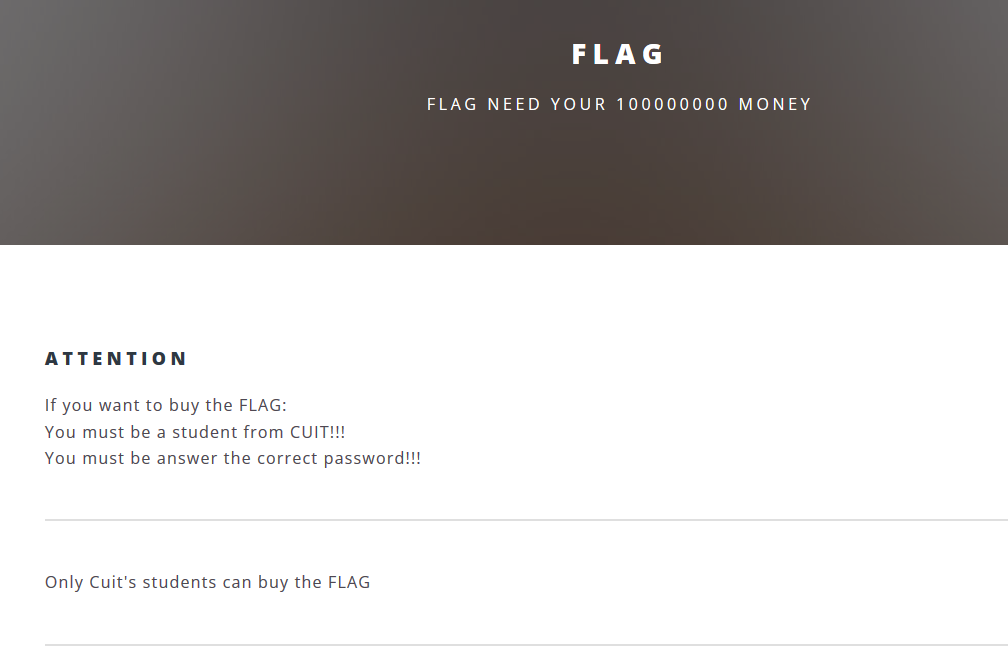 FLAG
FLAG NEED YOUR 100000000 MONEY
ATTENTION
If you want to buy the FLAG:
You must be a student from CUIT!!!
You must be answer the correct password!!!
Only Cuit's students can buy the FLAG